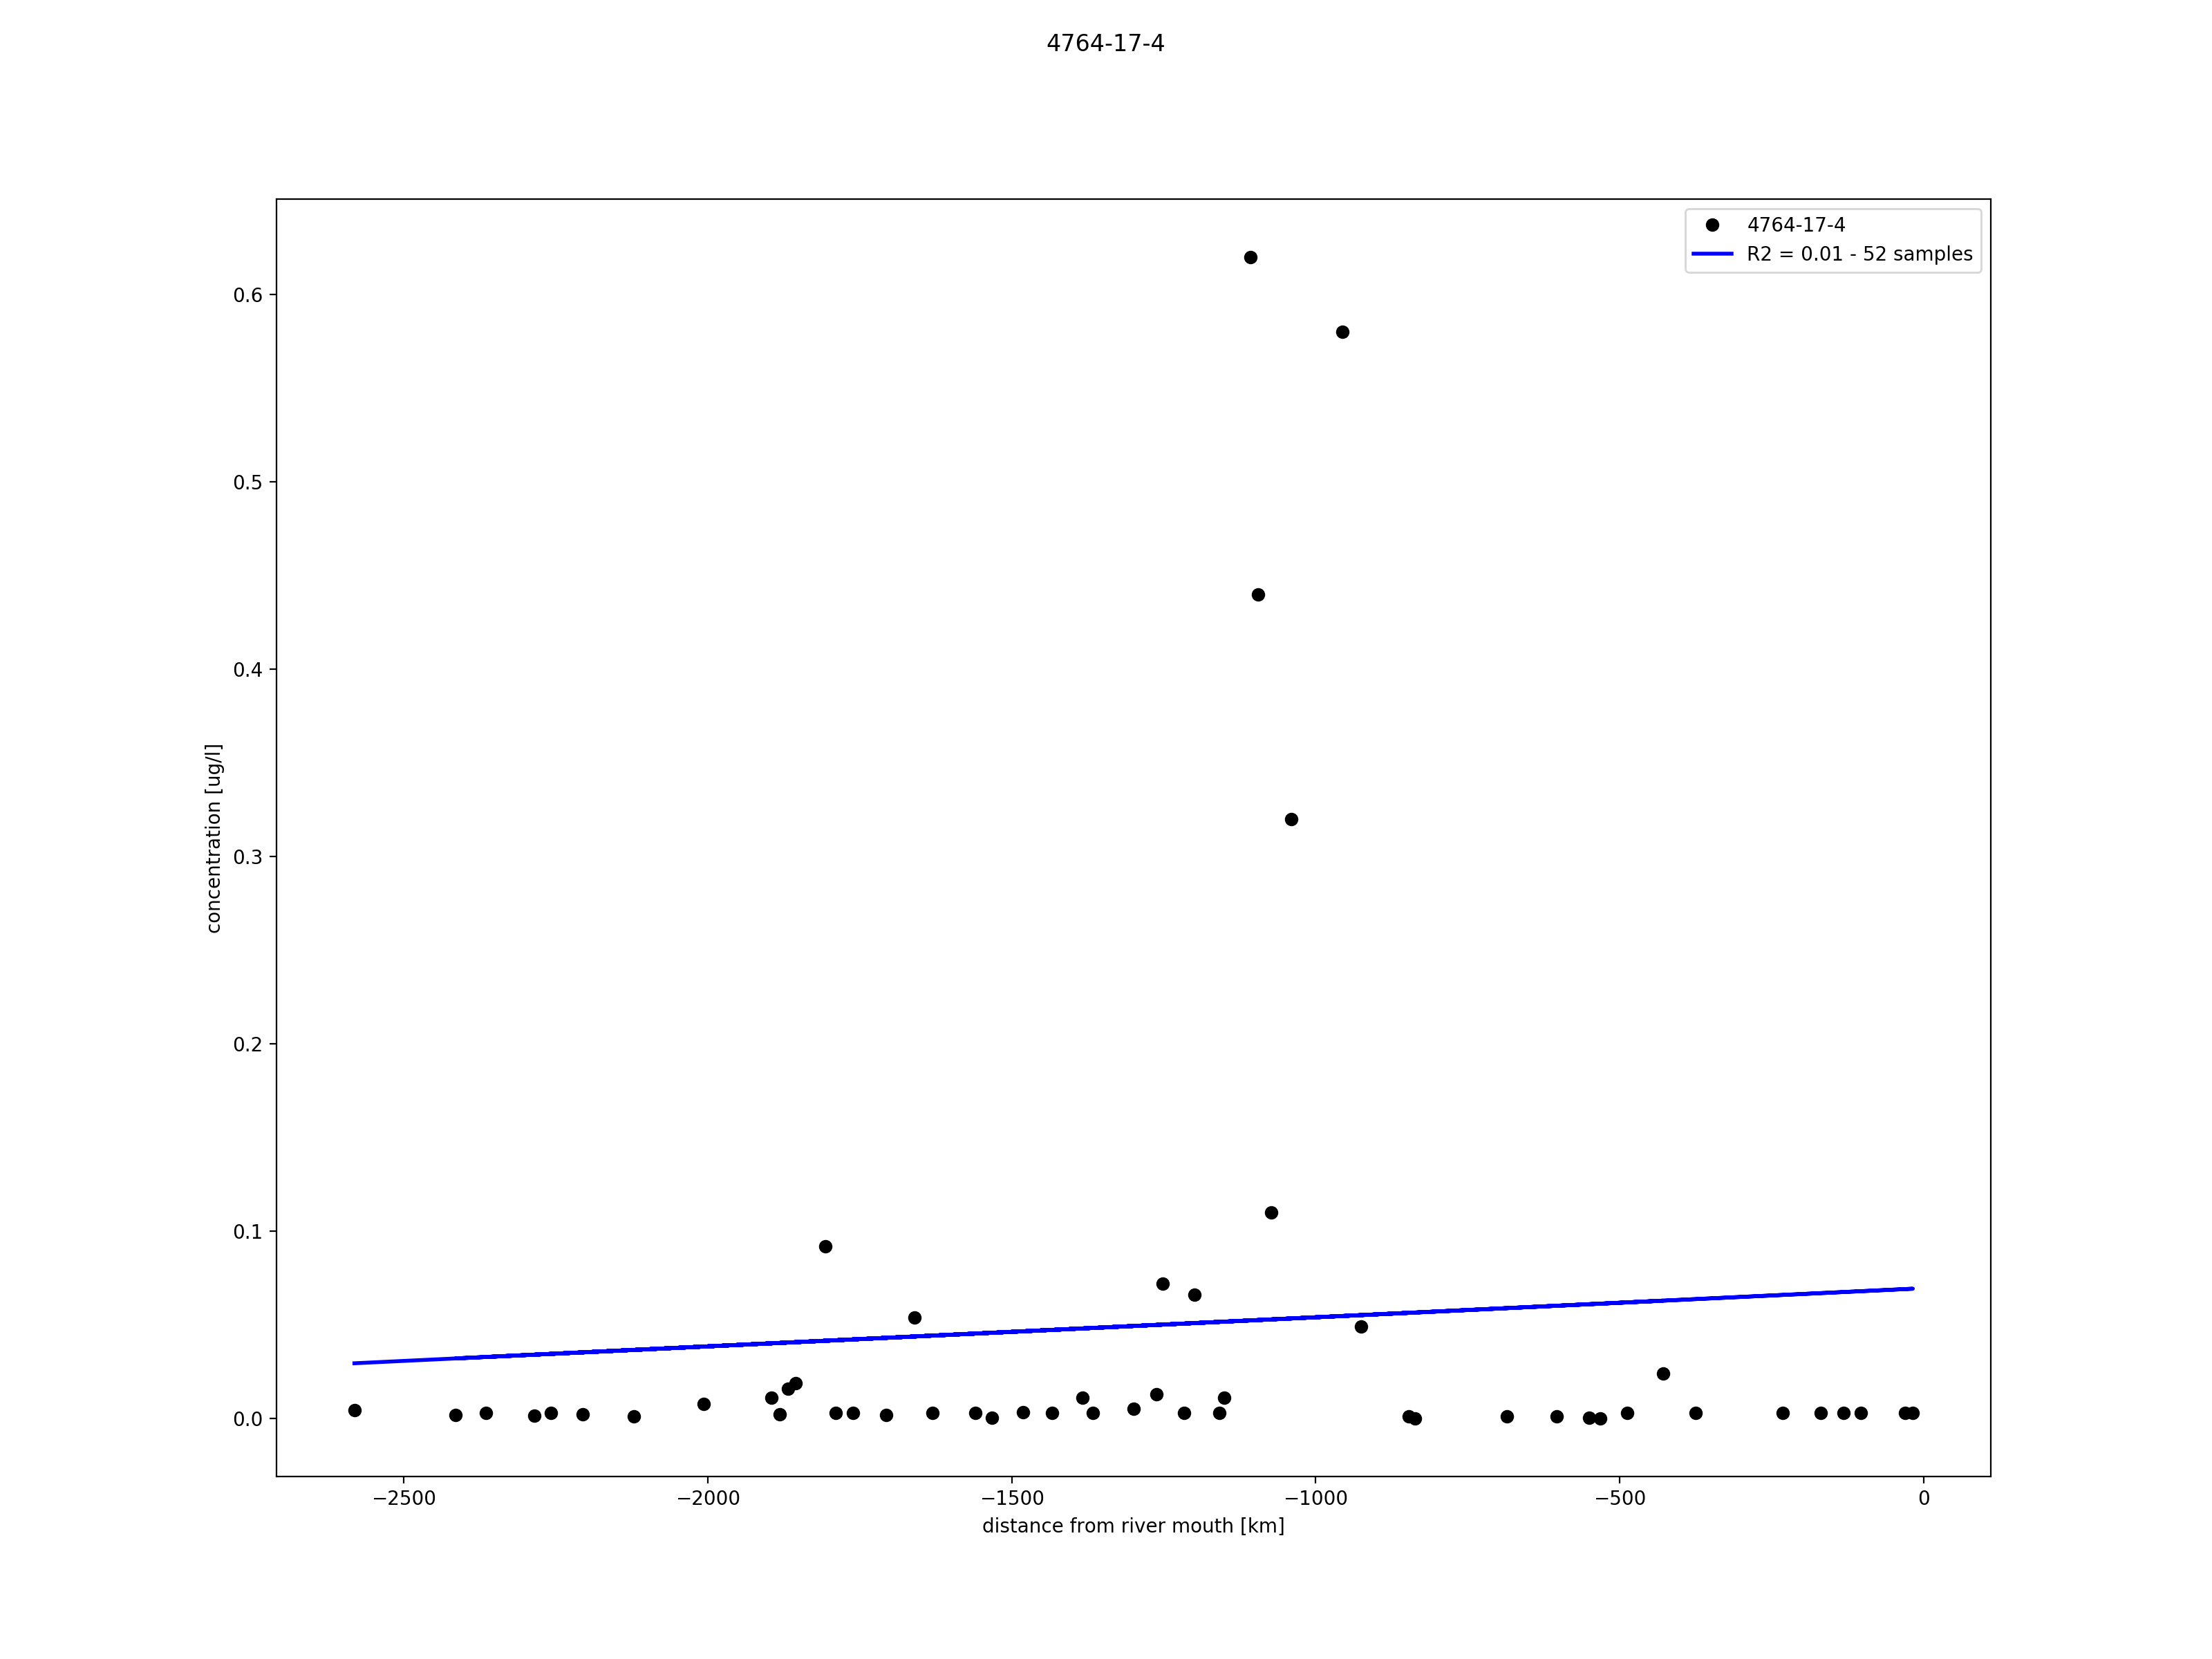 4764-17-4
4764-17-4
R2 = 0.01 - 52 samples
0.6
0.5
0.4
0.3
0.2
0.1
0.0
concentration [ug/l]
−2500 −2000 −1500 −1000 −500 0
distance from river mouth [km]